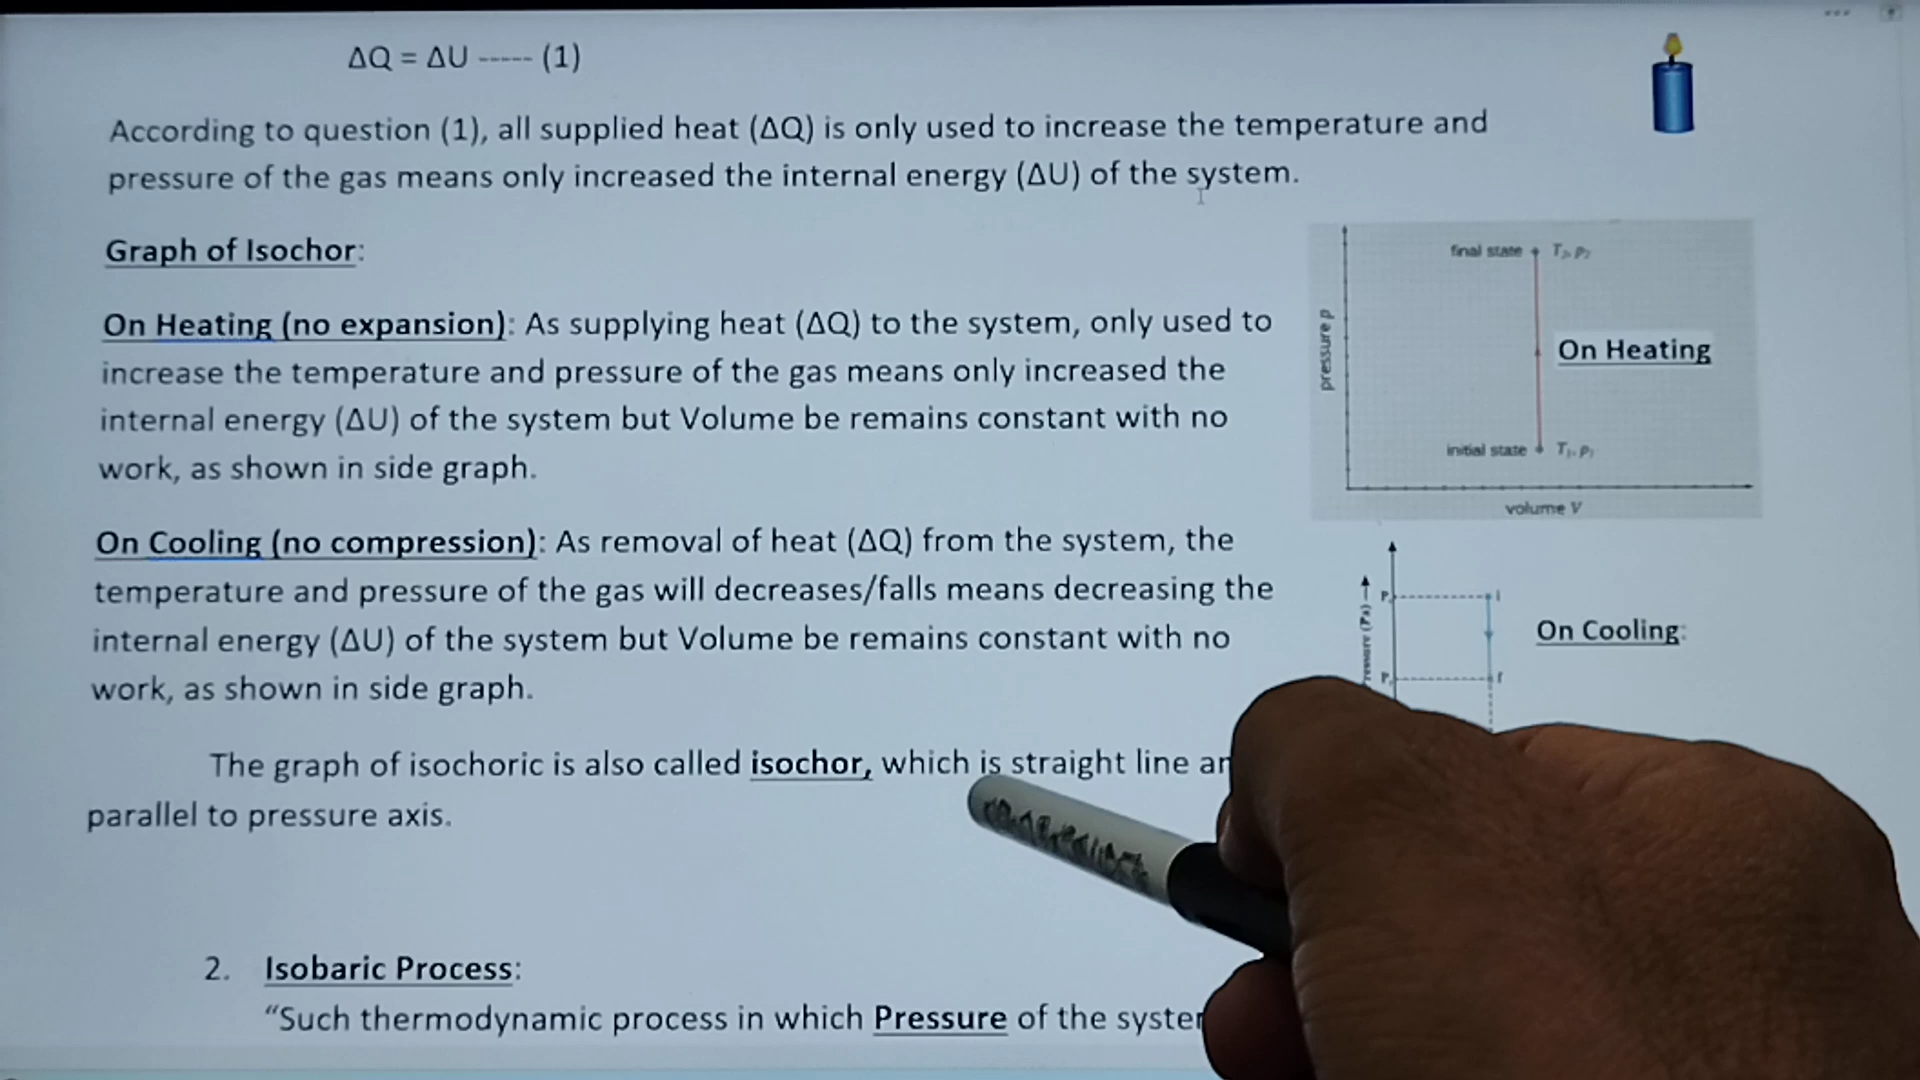 ΔQ = ΔU ----- (1)
According to question (1), all supplied heat (ΔQ) is only used to increase the temperature and
pressure of the gas means only increased the internal energy (ΔU) of the system.
Graph of Isochor:
On Heating (no expansion): As supplying heat (ΔQ) to the system, only used to
increase the temperature and pressure of the gas means only increased the
internal energy (ΔU) of the system but Volume be remains constant with no
work, as shown in side graph.
final state T₂, p₂
pressure p
On Heating
initial state T₁, p₁
volume V
On Cooling (no compression): As removal of heat (ΔQ) from the system, the
temperature and pressure of the gas will decreases/falls means decreasing the
internal energy (ΔU) of the system but Volume be remains constant with no
work, as shown in side graph.
P i
(Pa)
On Cooling:
P f
The graph of isochoric is also called isochor, which is straight line
parallel to pressure axis.
2. Isobaric Process:
“Such thermodynamic process in which Pressure of the